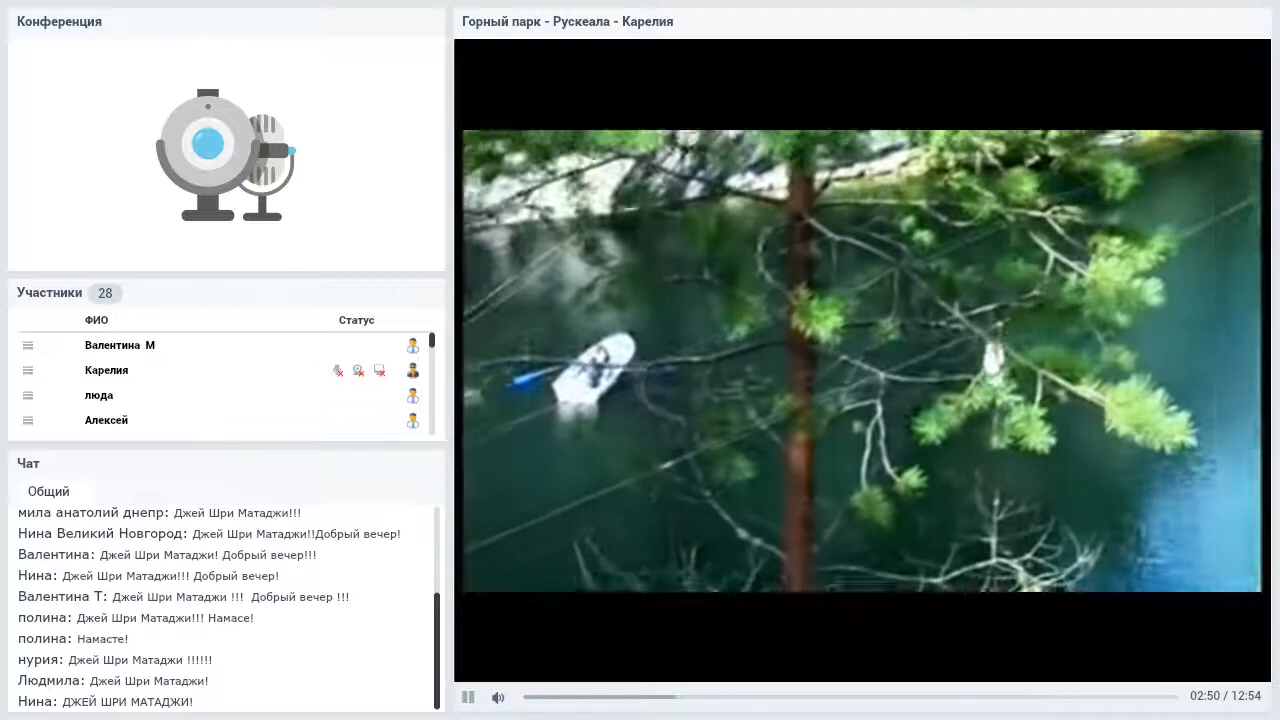 Конференция
Горный парк - Рускеала - Карелия
Участники 28
ФИО Статус
Валентина М
Карелия
люда
Алексей
Чат
Общий
мила анатолий днепр: Джей Шри Матаджи!!!
Нина Великий Новгород: Джей Шри Матаджи!!Добрый вечер!
Валентина: Джей Шри Матаджи! Добрый вечер!!!
Нина: Джей Шри Матаджи!!! Добрый вечер!
Валентина Т: Джей Шри Матаджи !!! Добрый вечер !!!
полина: Джей Шри Матаджи!!! Намасе!
полина: Намасте!
нурия: Джей Шри Матаджи !!!!!!
Людмила: Джей Шри Матаджи!
Нина: ДЖЕЙ ШРИ МАТАДЖИ!
02:50 / 12:54